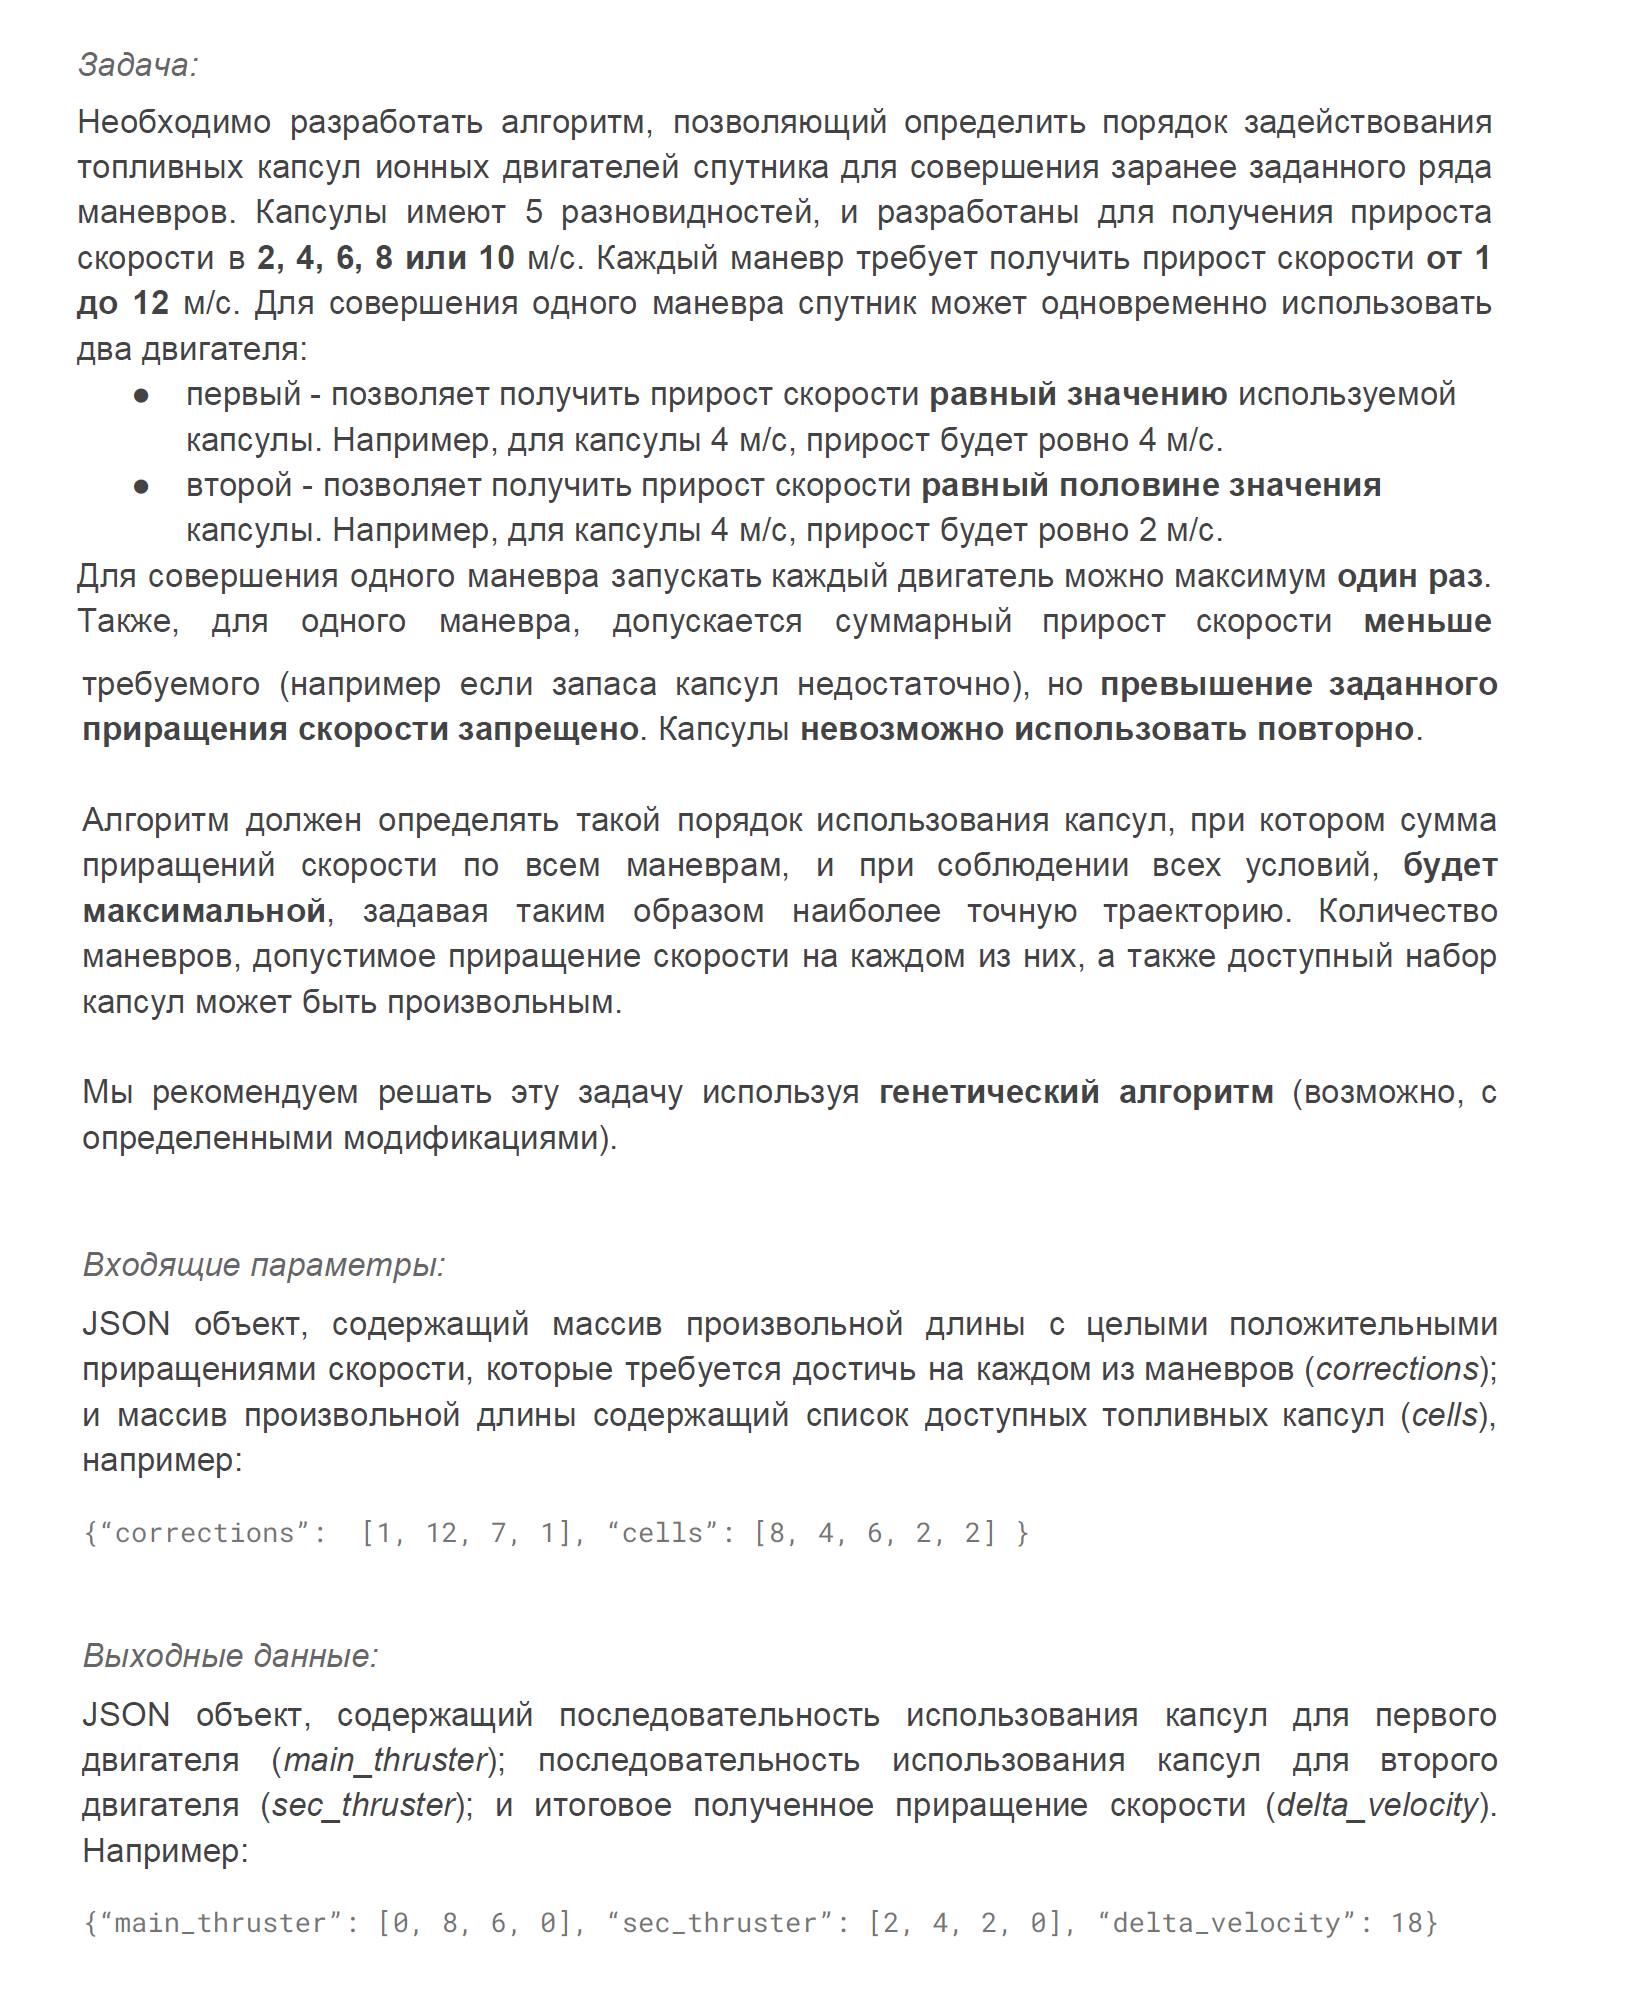 Задача:
Необходимо разработать алгоритм, позволяющий определить порядок задействования
топливных капсул ионных двигателей спутника для совершения заранее заданного ряда
маневров. Капсулы имеют 5 разновидностей, и разработаны для получения прироста
скорости в 2, 4, 6, 8 или 10 м/с. Каждый маневр требует получить прирост скорости от 1
до 12 м/с. Для совершения одного маневра спутник может одновременно использовать
два двигателя:
● первый - позволяет получить прирост скорости равный значению используемой
капсулы. Например, для капсулы 4 м/с, прирост будет ровно 4 м/с.
● второй - позволяет получить прирост скорости равный половине значения
капсулы. Например, для капсулы 4 м/с, прирост будет ровно 2 м/с.
Для совершения одного маневра запускать каждый двигатель можно максимум один раз.
Также, для одного маневра, допускается суммарный прирост скорости меньше
требуемого (например если запаса капсул недостаточно), но превышение заданного
приращения скорости запрещено. Капсулы невозможно использовать повторно.
Алгоритм должен определять такой порядок использования капсул, при котором сумма
приращений скорости по всем маневрам, и при соблюдении всех условий, будет
максимальной, задавая таким образом наиболее точную траекторию. Количество
маневров, допустимое приращение скорости на каждом из них, а также доступный набор
капсул может быть произвольным.
Мы рекомендуем решать эту задачу используя генетический алгоритм (возможно, с
определенными модификациями).
Входящие параметры:
JSON объект, содержащий массив произвольной длины с целыми положительными
приращениями скорости, которые требуется достичь на каждом из маневров (corrections);
и массив произвольной длины содержащий список доступных топливных капсул (cells),
например:
{“corrections”: [1, 12, 7, 1], “cells”: [8, 4, 6, 2, 2] }
Выходные данные:
JSON объект, содержащий последовательность использования капсул для первого
двигателя (main_thruster); последовательность использования капсул для второго
двигателя (sec_thruster); и итоговое полученное приращение скорости (delta_velocity).
Например:
{“main_thruster”: [0, 8, 6, 0], “sec_thruster”: [2, 4, 2, 0], “delta_velocity”: 18}